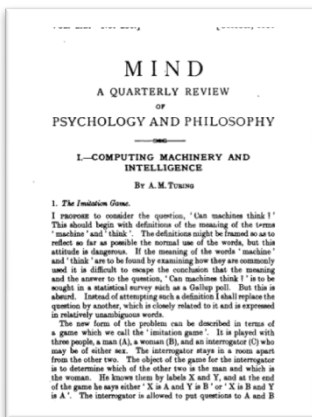 MIND
A QUARTERLY REVIEW
OF
PSYCHOLOGY AND PHILOSOPHY
I.—COMPUTING MACHINERY AND
INTELLIGENCE
BY A. M. TURING
1. The Imitation Game.
I PROPOSE to consider the question, 'Can machines think?'
This should begin with definitions of the meaning of the terms
'machine' and 'think'. The definitions might be framed so as to
reflect so far as possible the normal use of the words, but this
attitude is dangerous. If the meaning of the words 'machine'
and 'think' are to be found by examining how they are commonly
used it is difficult to escape the conclusion that the meaning
and the answer to the question, 'Can machines think?' is to be
sought in a statistical survey such as a Gallup poll. But this is
absurd. Instead of attempting such a definition I shall replace the
question by another, which is closely related to it and is expressed
in relatively unambiguous words.
The new form of the problem can be described in terms of
a game which we call the 'imitation game'. It is played with
three people, a man (A), a woman (B), and an interrogator (C) who
may be of either sex. The interrogator stays in a room apart
from the other two. The object of the game for the interrogator
is to determine which of the other two is the man and which is
the woman. He knows them by labels X and Y, and at the end
of the game he says either 'X is A and Y is B' or 'X is B and Y
is A'. The interrogator is allowed to put questions to A and B